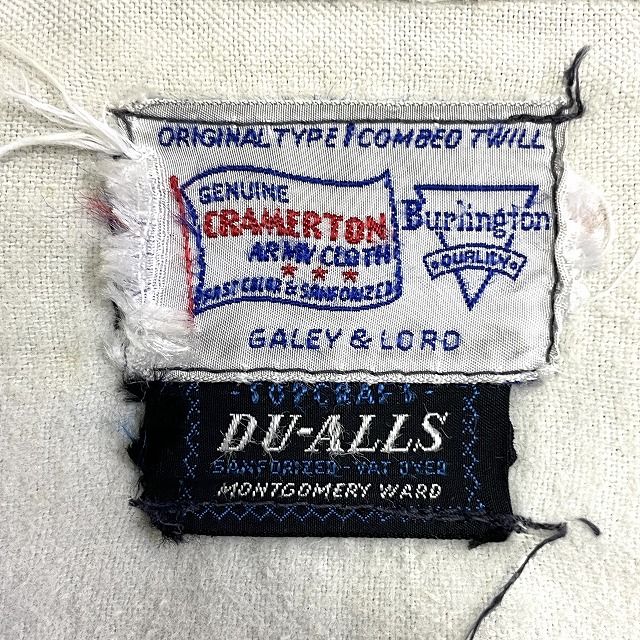 ORIGINAL TYPE 1 COMBED TWILL
GENUINE
CRAMERTON
ARMY CLOTH
FAST COLOR & SANFORIZED
Burlington
QUALITY
GALEY & LORD
-TOPCRAFT-
DU-ALLS
SANFORIZED-VAT DYED
MONTGOMERY WARD